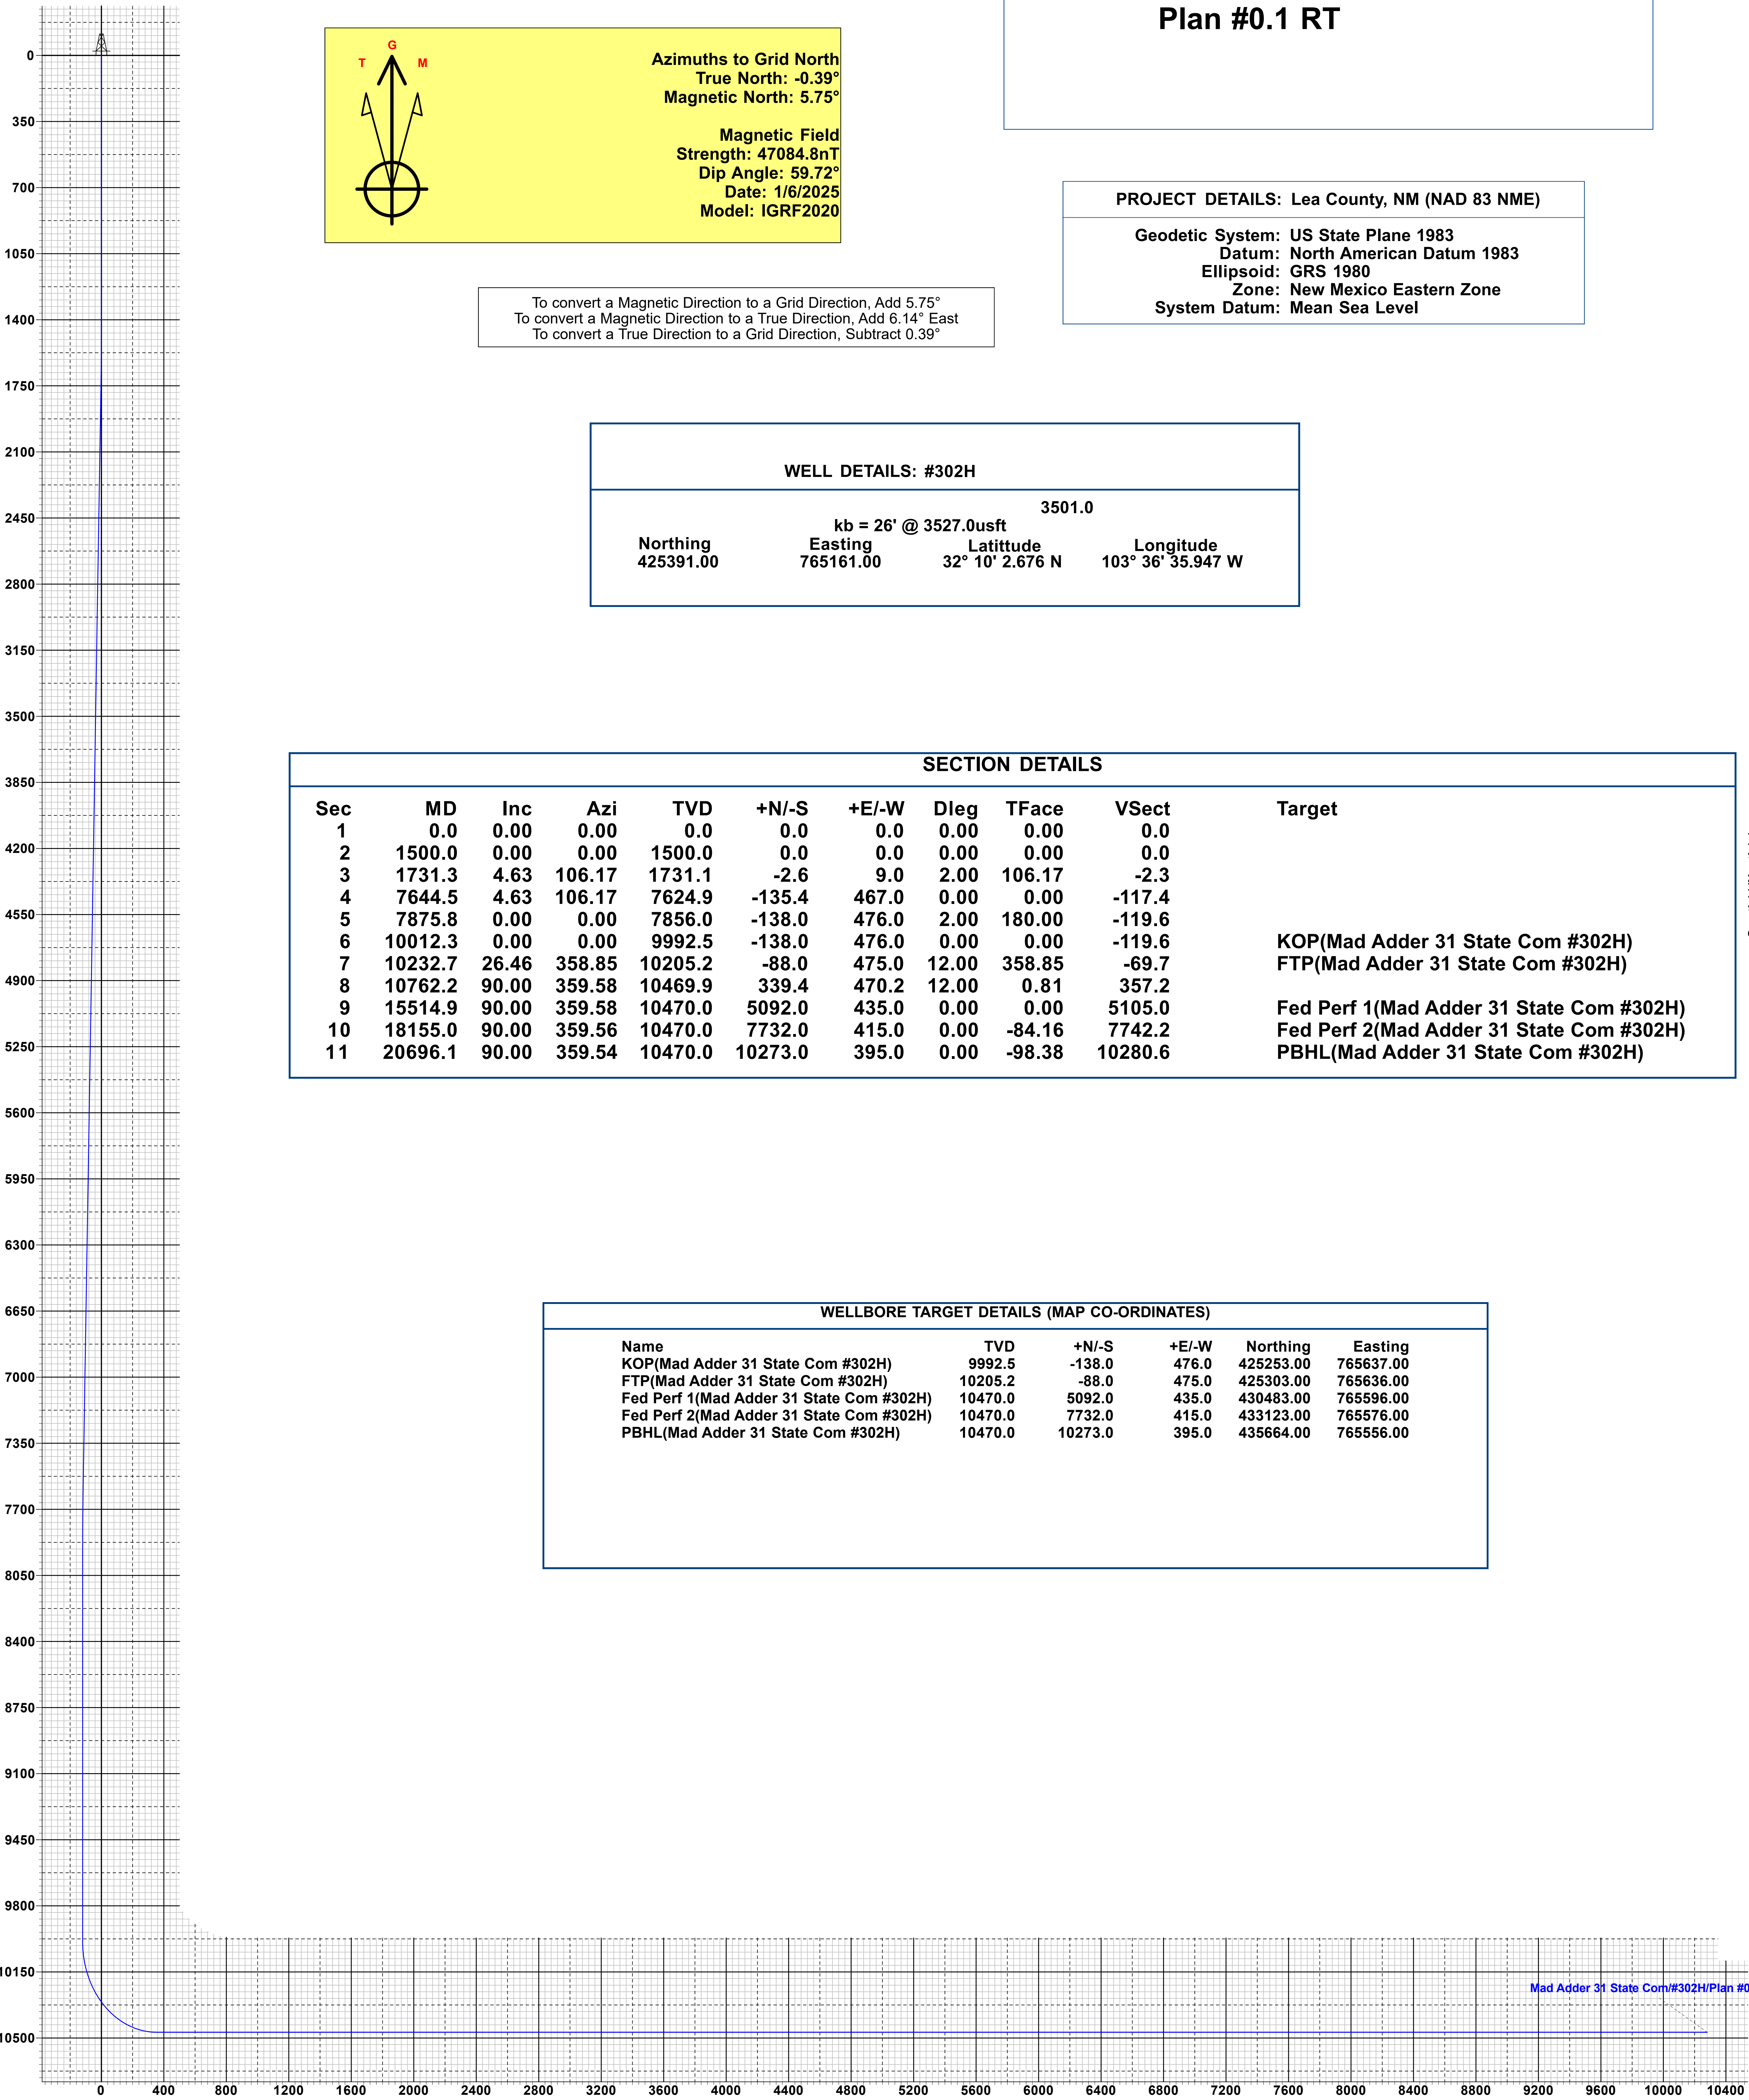 Plan #0.1 RT
T G M
Azimuths to Grid North
True North: -0.39°
Magnetic North: 5.75°
Magnetic Field
Strength: 47084.8nT
Dip Angle: 59.72°
Date: 1/6/2025
Model: IGRF2020
PROJECT DETAILS: Lea County, NM (NAD 83 NME)
Geodetic System: US State Plane 1983
Datum: North American Datum 1983
Ellipsoid: GRS 1980
Zone: New Mexico Eastern Zone
System Datum: Mean Sea Level
To convert a Magnetic Direction to a Grid Direction, Add 5.75°
To convert a Magnetic Direction to a True Direction, Add 6.14° East
To convert a True Direction to a Grid Direction, Subtract 0.39°
WELL DETAILS: #302H
3501.0
kb = 26' @ 3527.0usft
Northing Easting Latittude Longitude
425391.00 765161.00 32° 10' 2.676 N 103° 36' 35.947 W
SECTION DETAILS
Sec MD Inc Azi TVD +N/-S +E/-W Dleg TFace VSect Target
1 0.0 0.00 0.00 0.0 0.0 0.0 0.00 0.00 0.0
2 1500.0 0.00 0.00 1500.0 0.0 0.0 0.00 0.00 0.0
3 1731.3 4.63 106.17 1731.1 -2.6 9.0 2.00 106.17 -2.3
4 7644.5 4.63 106.17 7624.9 -135.4 467.0 0.00 0.00 -117.4
5 7875.8 0.00 0.00 7856.0 -138.0 476.0 2.00 180.00 -119.6
6 10012.3 0.00 0.00 9992.5 -138.0 476.0 0.00 0.00 -119.6 KOP(Mad Adder 31 State Com #302H)
7 10232.7 26.46 358.85 10205.2 -88.0 475.0 12.00 358.85 -69.7 FTP(Mad Adder 31 State Com #302H)
8 10762.2 90.00 359.58 10469.9 339.4 470.2 12.00 0.81 357.2
9 15514.9 90.00 359.58 10470.0 5092.0 435.0 0.00 0.00 5105.0 Fed Perf 1(Mad Adder 31 State Com #302H)
10 18155.0 90.00 359.56 10470.0 7732.0 415.0 0.00 -84.16 7742.2 Fed Perf 2(Mad Adder 31 State Com #302H)
11 20696.1 90.00 359.54 10470.0 10273.0 395.0 0.00 -98.38 10280.6 PBHL(Mad Adder 31 State Com #302H)
WELLBORE TARGET DETAILS (MAP CO-ORDINATES)
Name TVD +N/-S +E/-W Northing Easting
KOP(Mad Adder 31 State Com #302H) 9992.5 -138.0 476.0 425253.00 765637.00
FTP(Mad Adder 31 State Com #302H) 10205.2 -88.0 475.0 425303.00 765636.00
Fed Perf 1(Mad Adder 31 State Com #302H) 10470.0 5092.0 435.0 430483.00 765596.00
Fed Perf 2(Mad Adder 31 State Com #302H) 10470.0 7732.0 415.0 433123.00 765576.00
PBHL(Mad Adder 31 State Com #302H) 10470.0 10273.0 395.0 435664.00 765556.00
0
350
700
1050
1400
1750
2100
2450
2800
3150
3500
3850
4200
4550
4900
5250
5600
5950
6300
6650
7000
7350
7700
8050
8400
8750
9100
9450
9800
10150
10500
Mad Adder 31 State Com/#302H/Plan #0
0 400 800 1200 1600 2000 2400 2800 3200 3600 4000 4400 4800 5200 5600 6000 6400 6800 7200 7600 8000 8400 8800 9200 9600 10000 10400